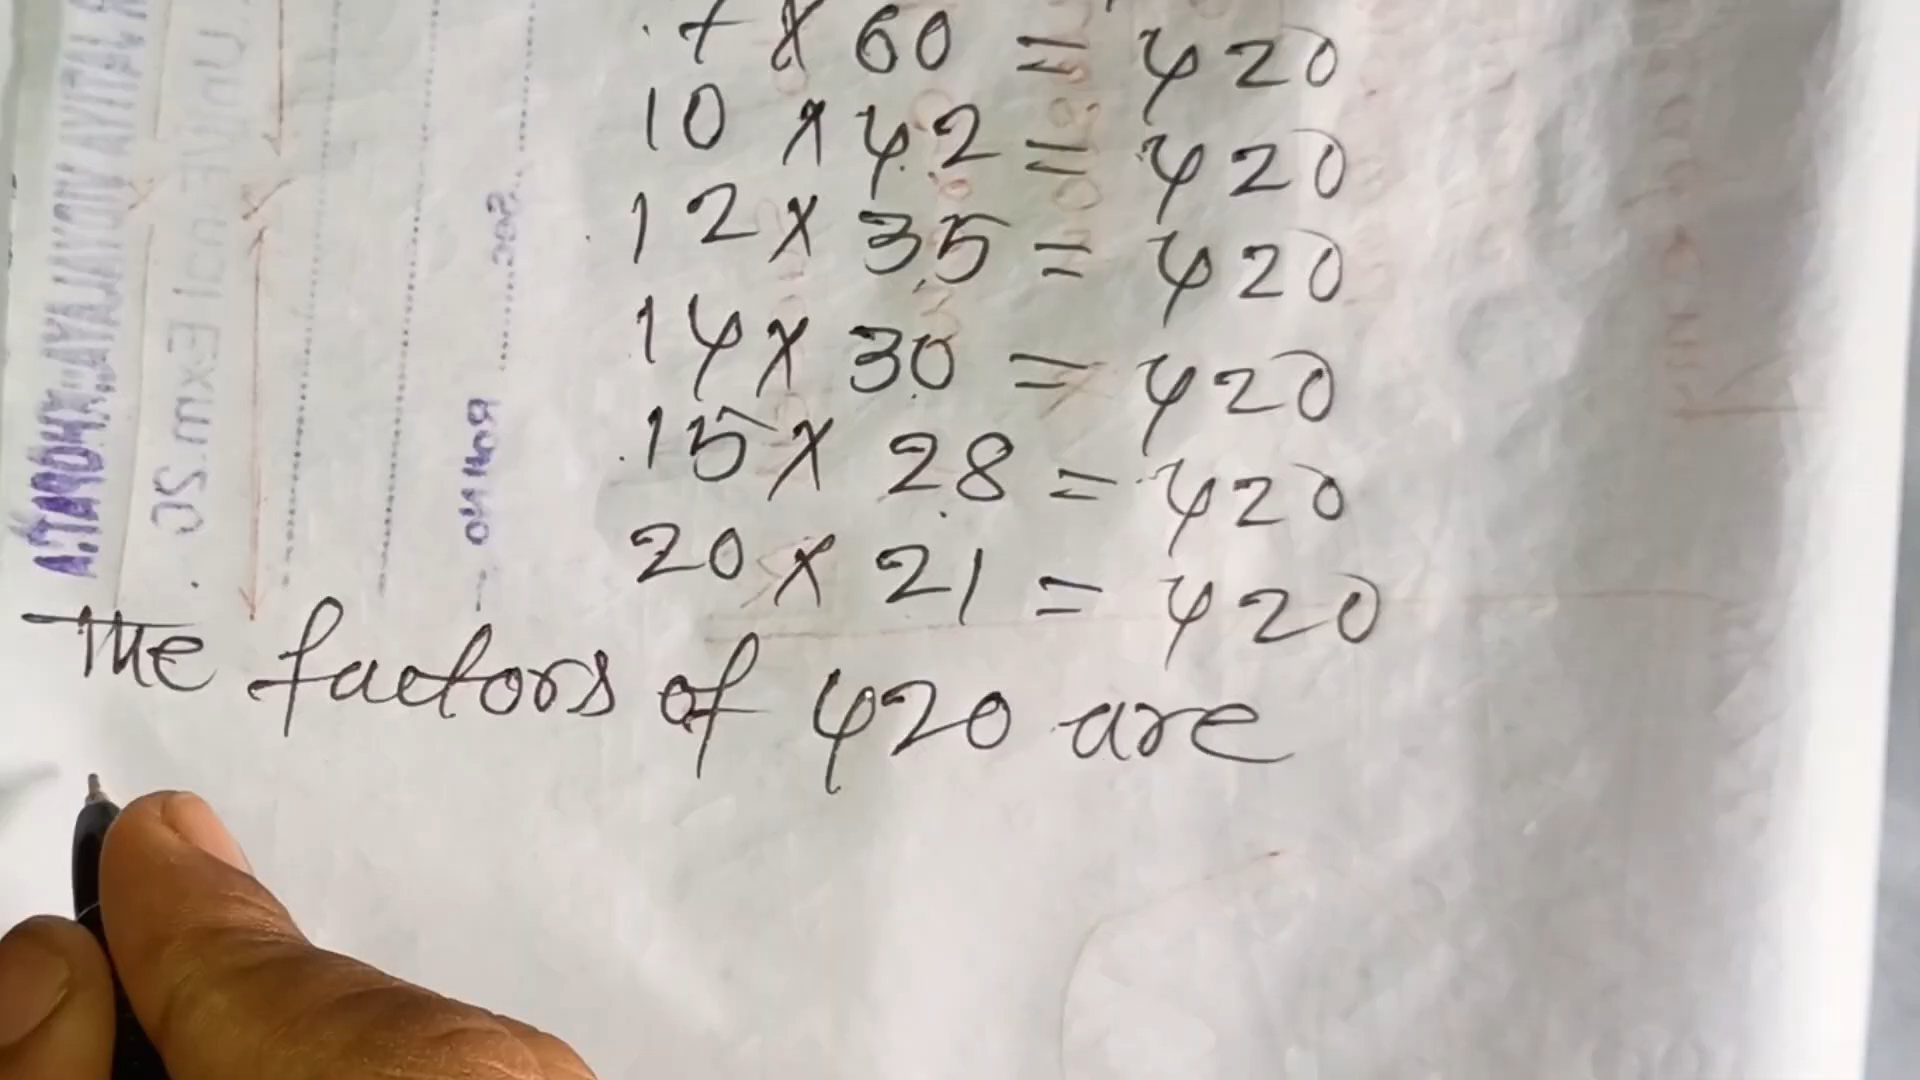 7 x 60 = 420
10 x 42 = 420
12 x 35 = 420
14 x 30 = 420
15 x 28 = 420
20 x 21 = 420
The factors of 420 are